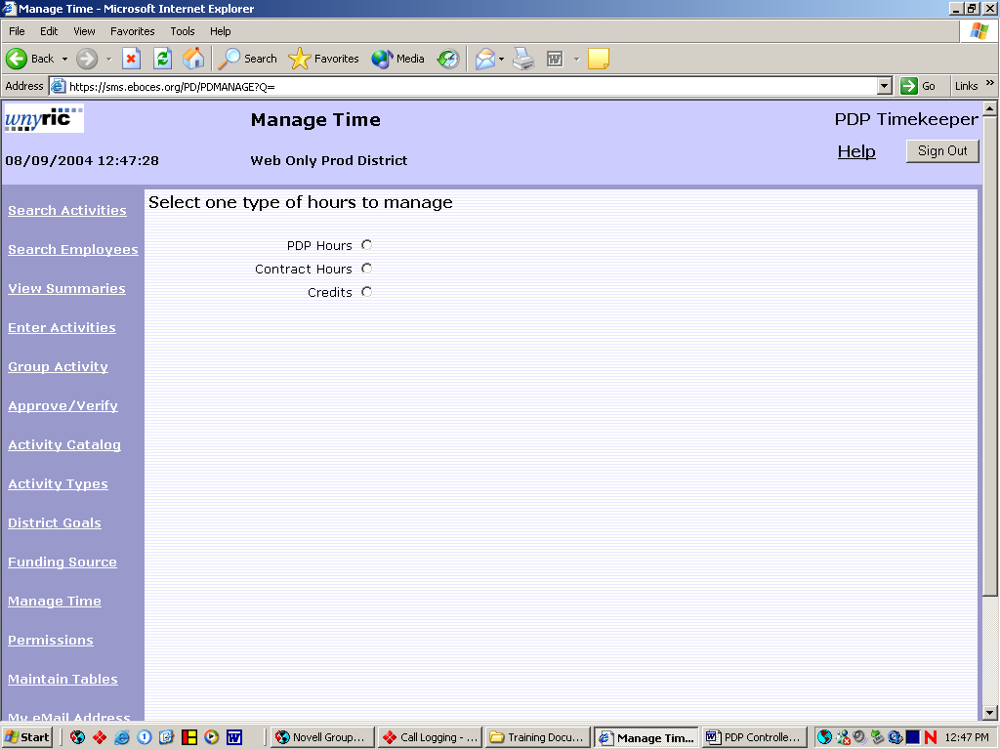 Manage Time - Microsoft Internet Explorer
File Edit View Favorites Tools Help
Back Search Favorites Media
Address https://sms.eboces.org/PD/PDMANAGE?Q= Go Links »
wnyric Manage Time PDP Timekeeper
08/09/2004 12:47:28 Web Only Prod District Help Sign Out
Select one type of hours to manage
PDP Hours
Contract Hours
Credits
Search Activities
Search Employees
View Summaries
Enter Activities
Group Activity
Approve/Verify
Activity Catalog
Activity Types
District Goals
Funding Source
Manage Time
Permissions
Maintain Tables
My eMail Address
Start Novell Group... Call Logging - ... Training Docu... Manage Tim... PDP Controlle... 12:47 PM